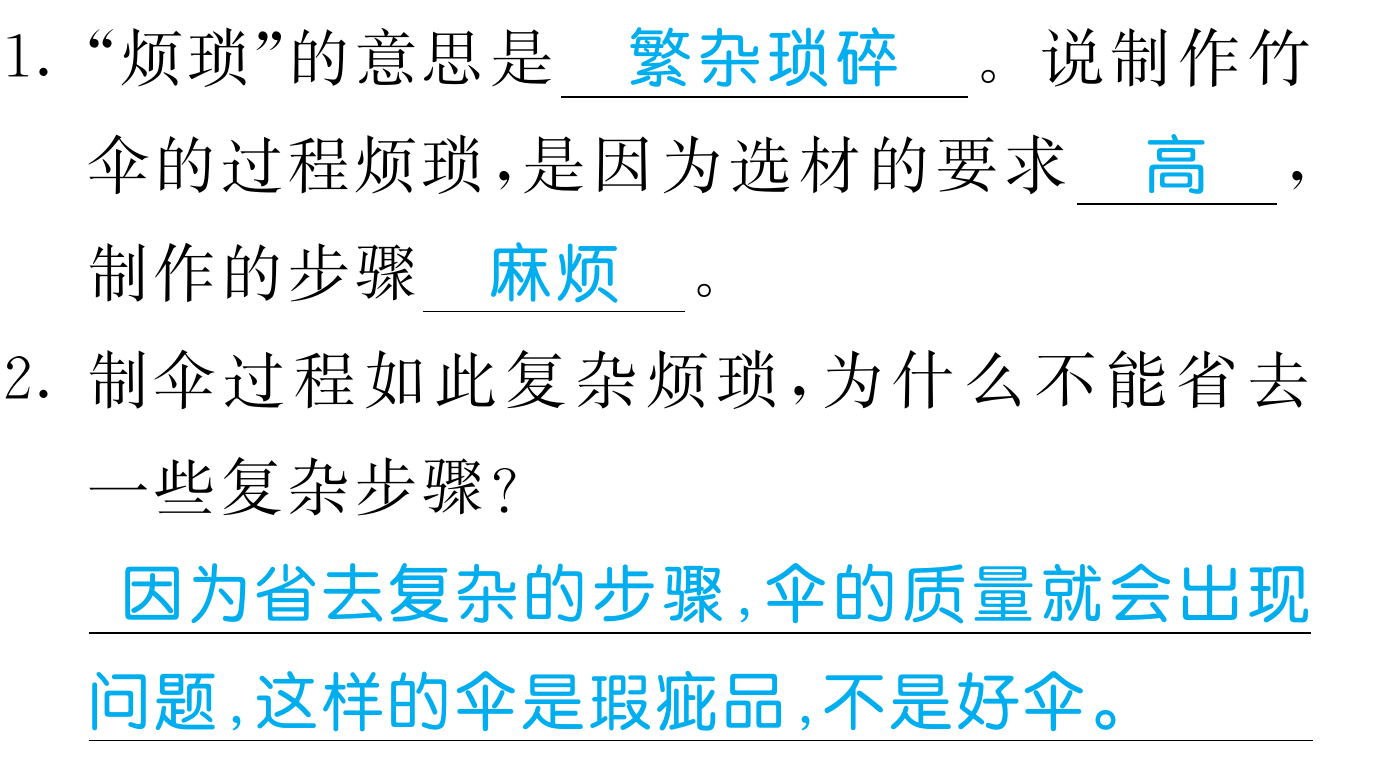 1. “烦琐”的意思是 繁杂琐碎 。说制作竹
伞的过程烦琐,是因为选材的要求 高 ,
制作的步骤 麻烦 。
2. 制伞过程如此复杂烦琐,为什么不能省去
一些复杂步骤?
因为省去复杂的步骤,伞的质量就会出现
问题,这样的伞是瑕疵品,不是好伞。